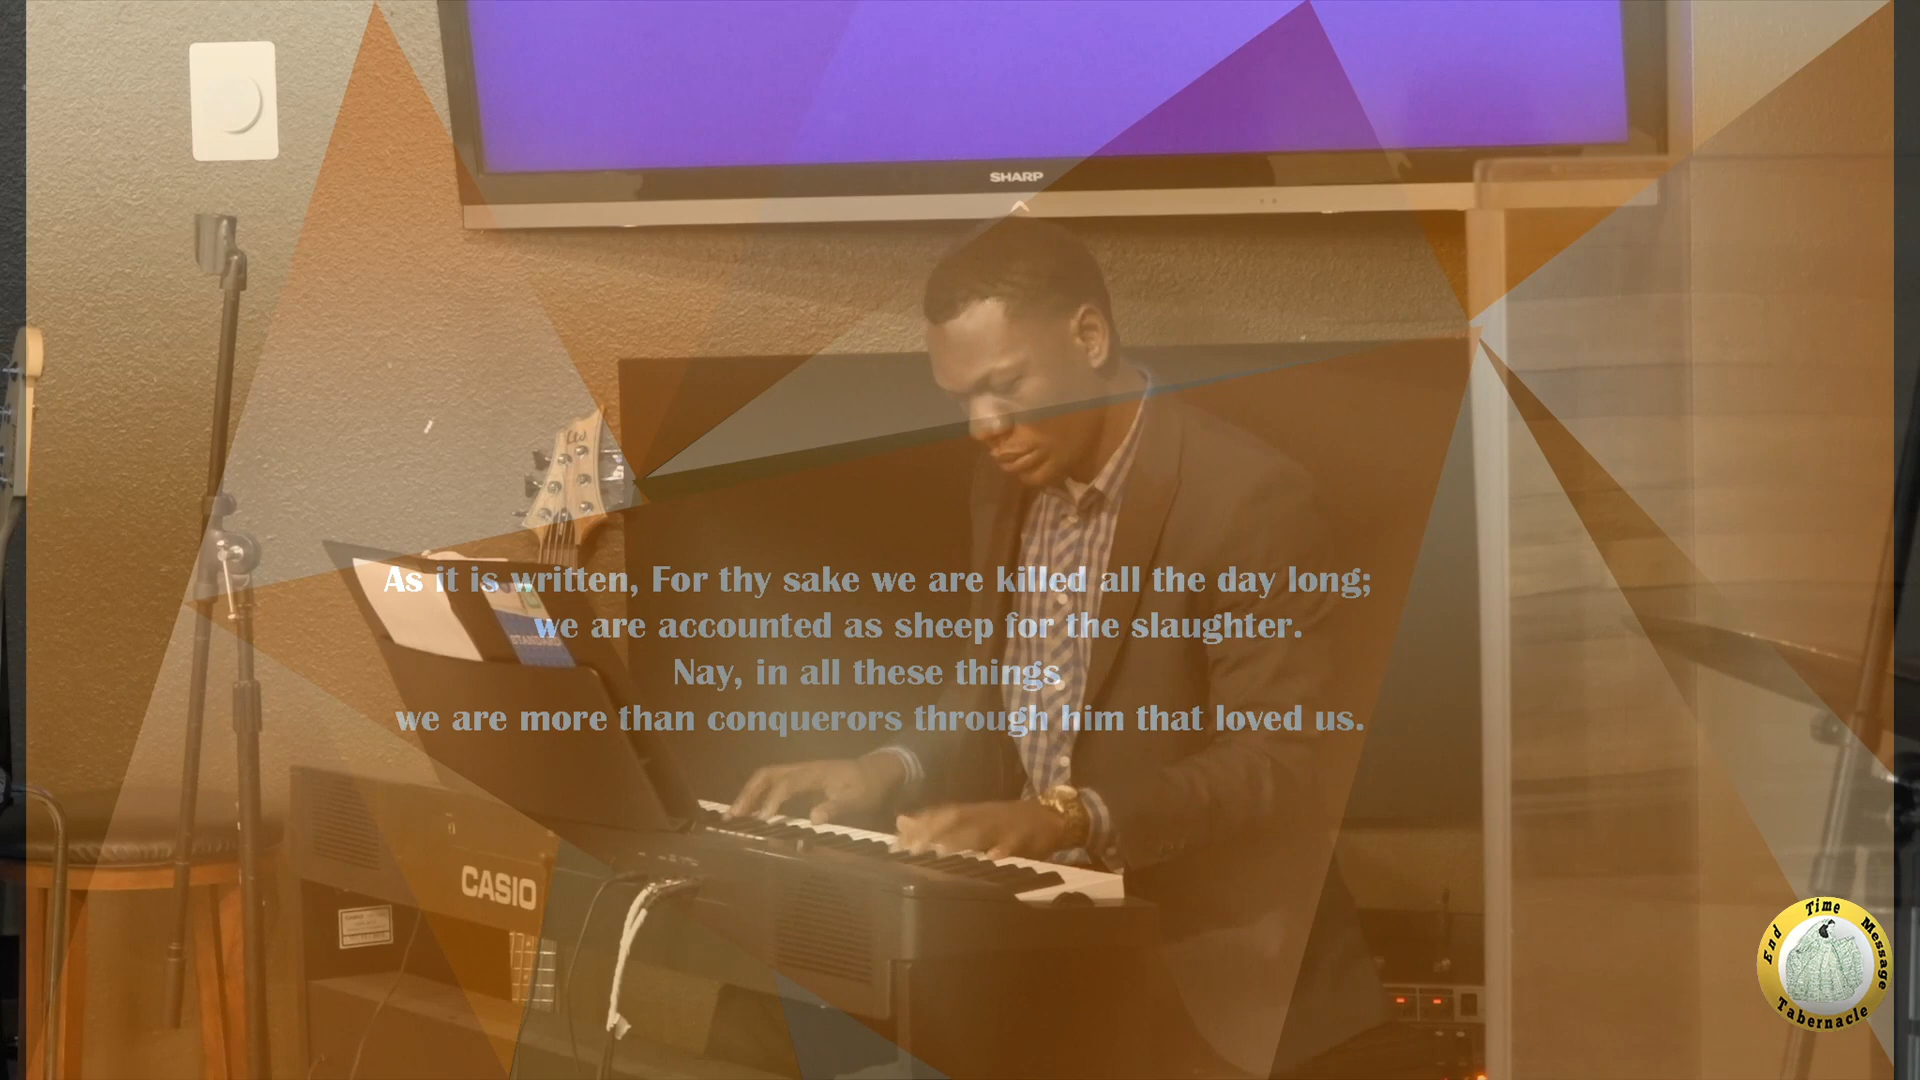 SHARP
As it is written, For thy sake we are killed all the day long;
we are accounted as sheep for the slaughter.
Nay, in all these things
we are more than conquerors through him that loved us.
STANDARD
CASIO
End Time Message
Tabernacle